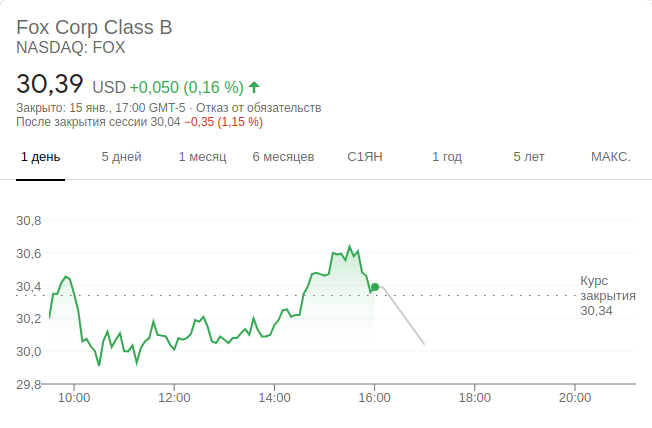 Fox Corp Class B
NASDAQ: FOX
30,39 USD +0,050 (0,16 %)
Закрыто: 15 янв., 17:00 GMT-5 · Отказ от обязательств
После закрытия сессии 30,04 −0,35 (1,15 %)
1 день 5 дней 1 месяц 6 месяцев С1ЯН 1 год 5 лет МАКС.
30,8
30,6
30,4
30,2
30,0
29,8
Курс
закрытия
30,34
10:00 12:00 14:00 16:00 18:00 20:00